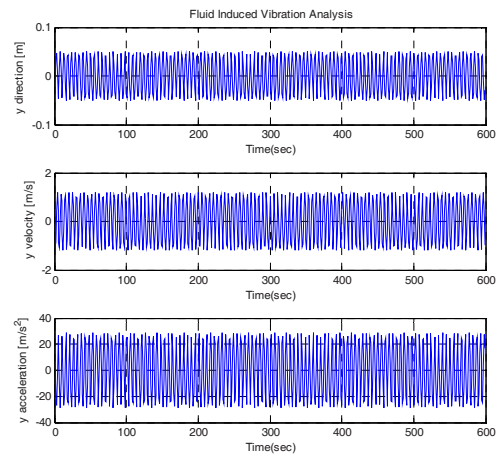 Fluid Induced Vibration Analysis
0.1
0
-0.1
y direction [m]
0 100 200 300 400 500 600
Time(sec)
2
0
-2
y velocity [m/s]
0 100 200 300 400 500 600
Time(sec)
40
20
0
-20
-40
y acceleration [m/s²]
0 100 200 300 400 500 600
Time(sec)